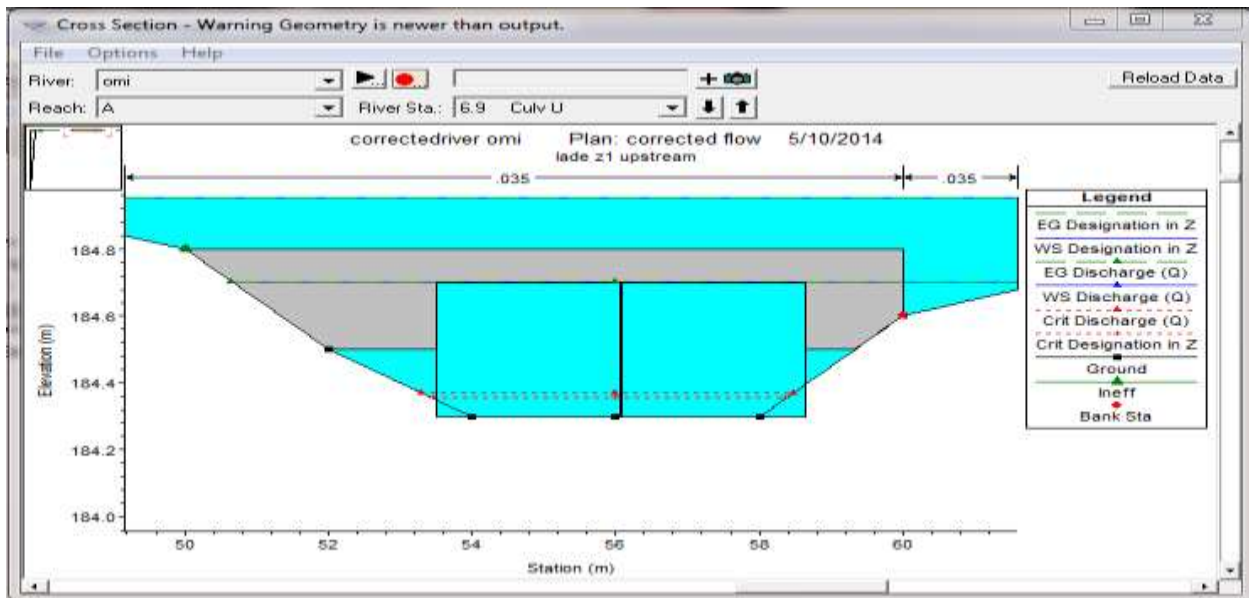 Cross Section - Warning Geometry is newer than output.
File Options Help
River: omi
Reload Data
Reach: A River Sta.: 6.9 Culv U
correctedriver omi Plan: corrected flow 5/10/2014
lade z1 upstream
.035 .035
Legend
EG Designation in Z
WS Designation in Z
EG Discharge (Q)
WS Discharge (Q)
Crit Discharge (Q)
Crit Designation in Z
Ground
Ineff
Bank Sta
Elevation (m)
184.8
184.6
184.4
184.2
184.0
50 52 54 56 58 60
Station (m)